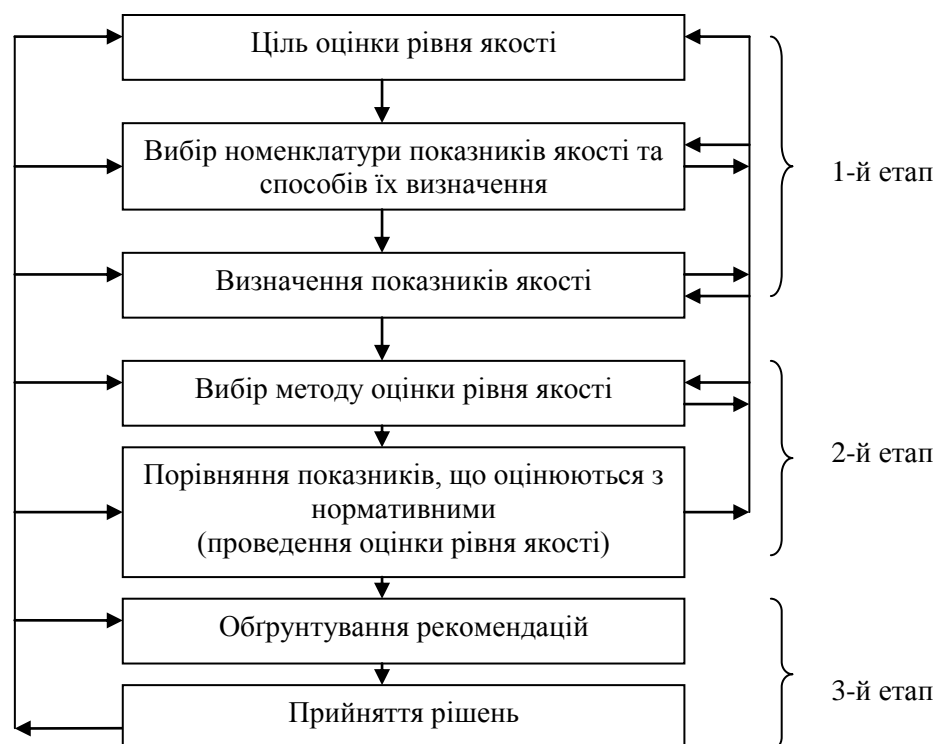 Ціль оцінки рівня якості
Вибір номенклатури показників якості та
способів їх визначення
1-й етап
Визначення показників якості
Вибір методу оцінки рівня якості
Порівняння показників, що оцінюються з
нормативними
(проведення оцінки рівня якості)
2-й етап
Обґрунтування рекомендацій
Прийняття рішень
3-й етап